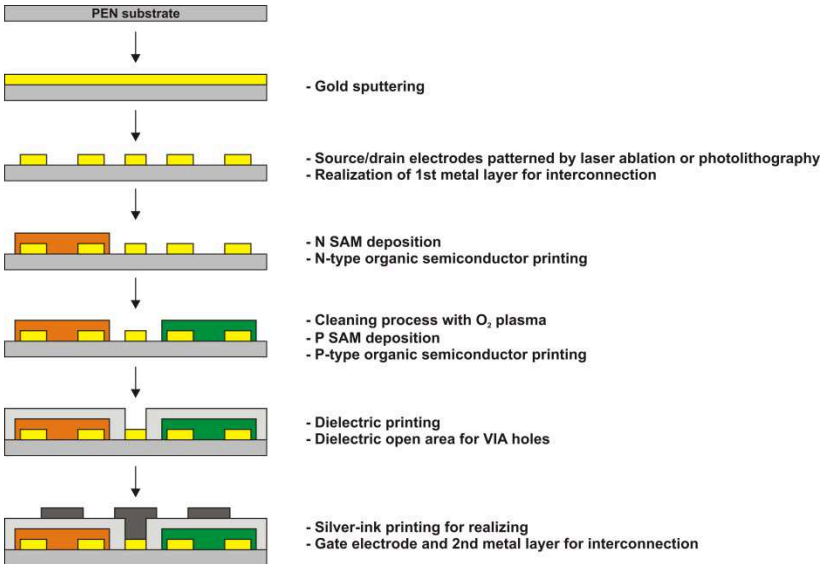 PEN substrate
- Gold sputtering
- Source/drain electrodes patterned by laser ablation or photolithography
- Realization of 1st metal layer for interconnection
- N SAM deposition
- N-type organic semiconductor printing
- Cleaning process with O₂ plasma
- P SAM deposition
- P-type organic semiconductor printing
- Dielectric printing
- Dielectric open area for VIA holes
- Silver-ink printing for realizing
- Gate electrode and 2nd metal layer for interconnection